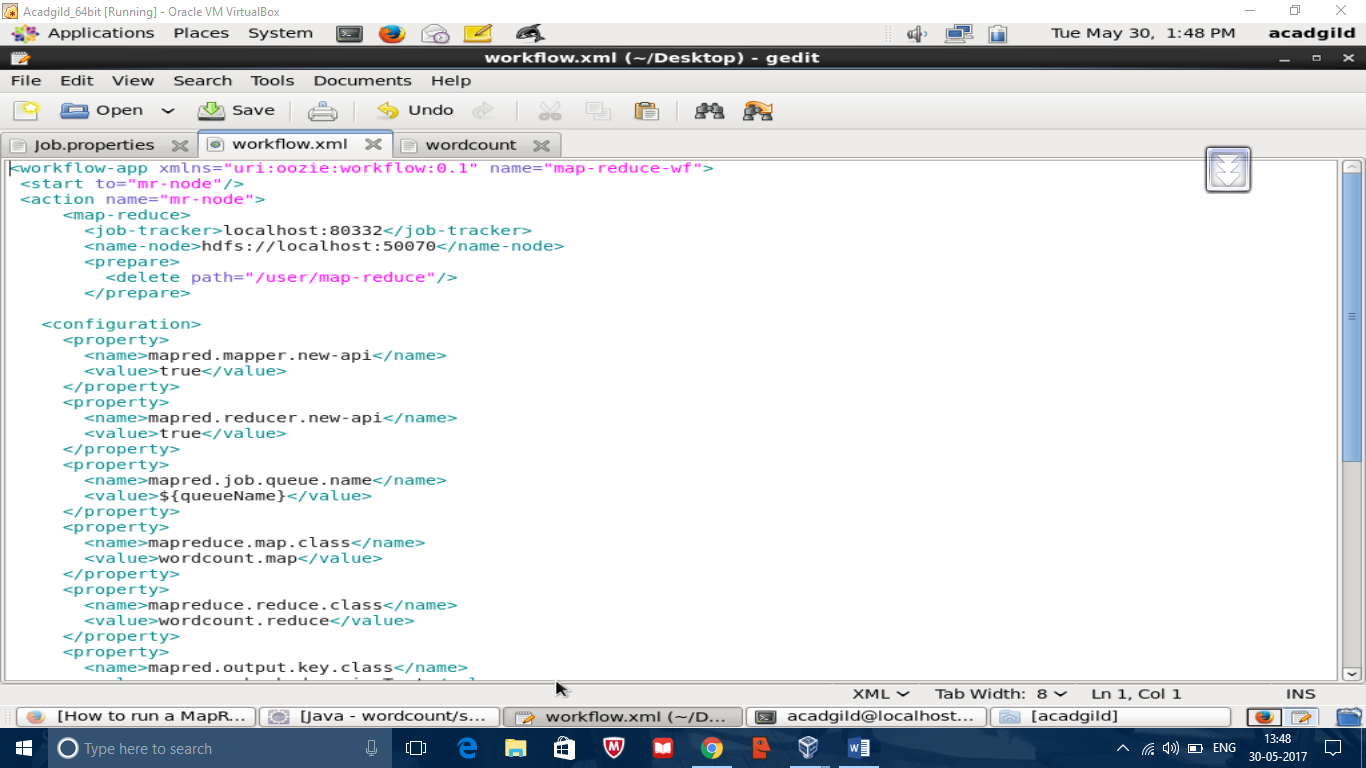 Acadgild_64bit [Running] - Oracle VM VirtualBox
Applications Places System Tue May 30, 1:48 PM acadgild
workflow.xml (~/Desktop) - gedit
File Edit View Search Tools Documents Help
Open Save Undo
Job.properties workflow.xml wordcount
<workflow-app xmlns="uri:oozie:workflow:0.1" name="map-reduce-wf">
<start to="mr-node"/>
<action name="mr-node">
<map-reduce>
<job-tracker>localhost:80332</job-tracker>
<name-node>hdfs://localhost:50070</name-node>
<prepare>
<delete path="/user/map-reduce"/>
</prepare>
<configuration>
<property>
<name>mapred.mapper.new-api</name>
<value>true</value>
</property>
<property>
<name>mapred.reducer.new-api</name>
<value>true</value>
</property>
<property>
<name>mapred.job.queue.name</name>
<value>${queueName}</value>
</property>
<property>
<name>mapreduce.map.class</name>
<value>wordcount.map</value>
</property>
<property>
<name>mapreduce.reduce.class</name>
<value>wordcount.reduce</value>
</property>
<property>
<name>mapred.output.key.class</name>
XML Tab Width: 8 Ln 1, Col 1 INS
[How to run a MapR... [Java - wordcount/s... workflow.xml (~/D... acadgild@localhost... [acadgild]
Type here to search ENG 13:48
30-05-2017